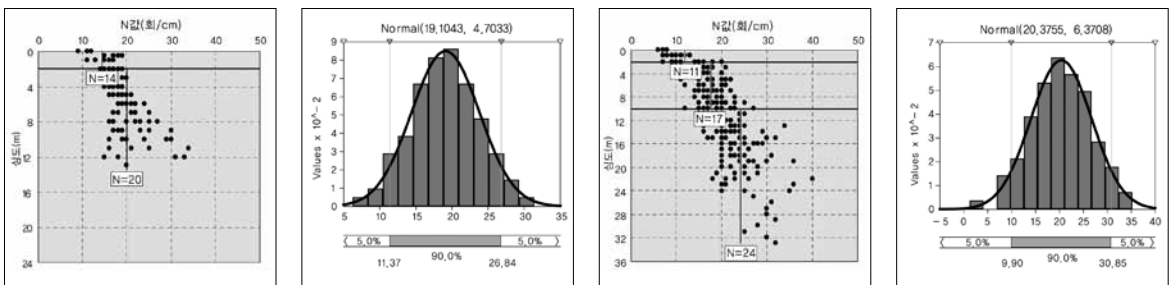 N값(회/cm)
0 10 20 30 40 50
심도(m)
0
4
8
12
16
20
24
N=14
N=20
Normal(19,1043, 4,7033)
Values x 10^-2
9
8
7
6
5
4
3
2
1
0
5 10 15 20 25 30 35
5,0% 90,0% 5,0%
11,37 26,84
N값(회/cm)
0 10 20 30 40 50
심도(m)
0
4
8
12
16
20
24
28
32
36
N=11
N=17
N=24
Normal(20,3755, 6,3708)
Values x 10^-2
7
6
5
4
3
2
1
0
-5 0 5 10 15 20 25 30 35 40
5,0% 90,0% 5,0%
9,90 30,85